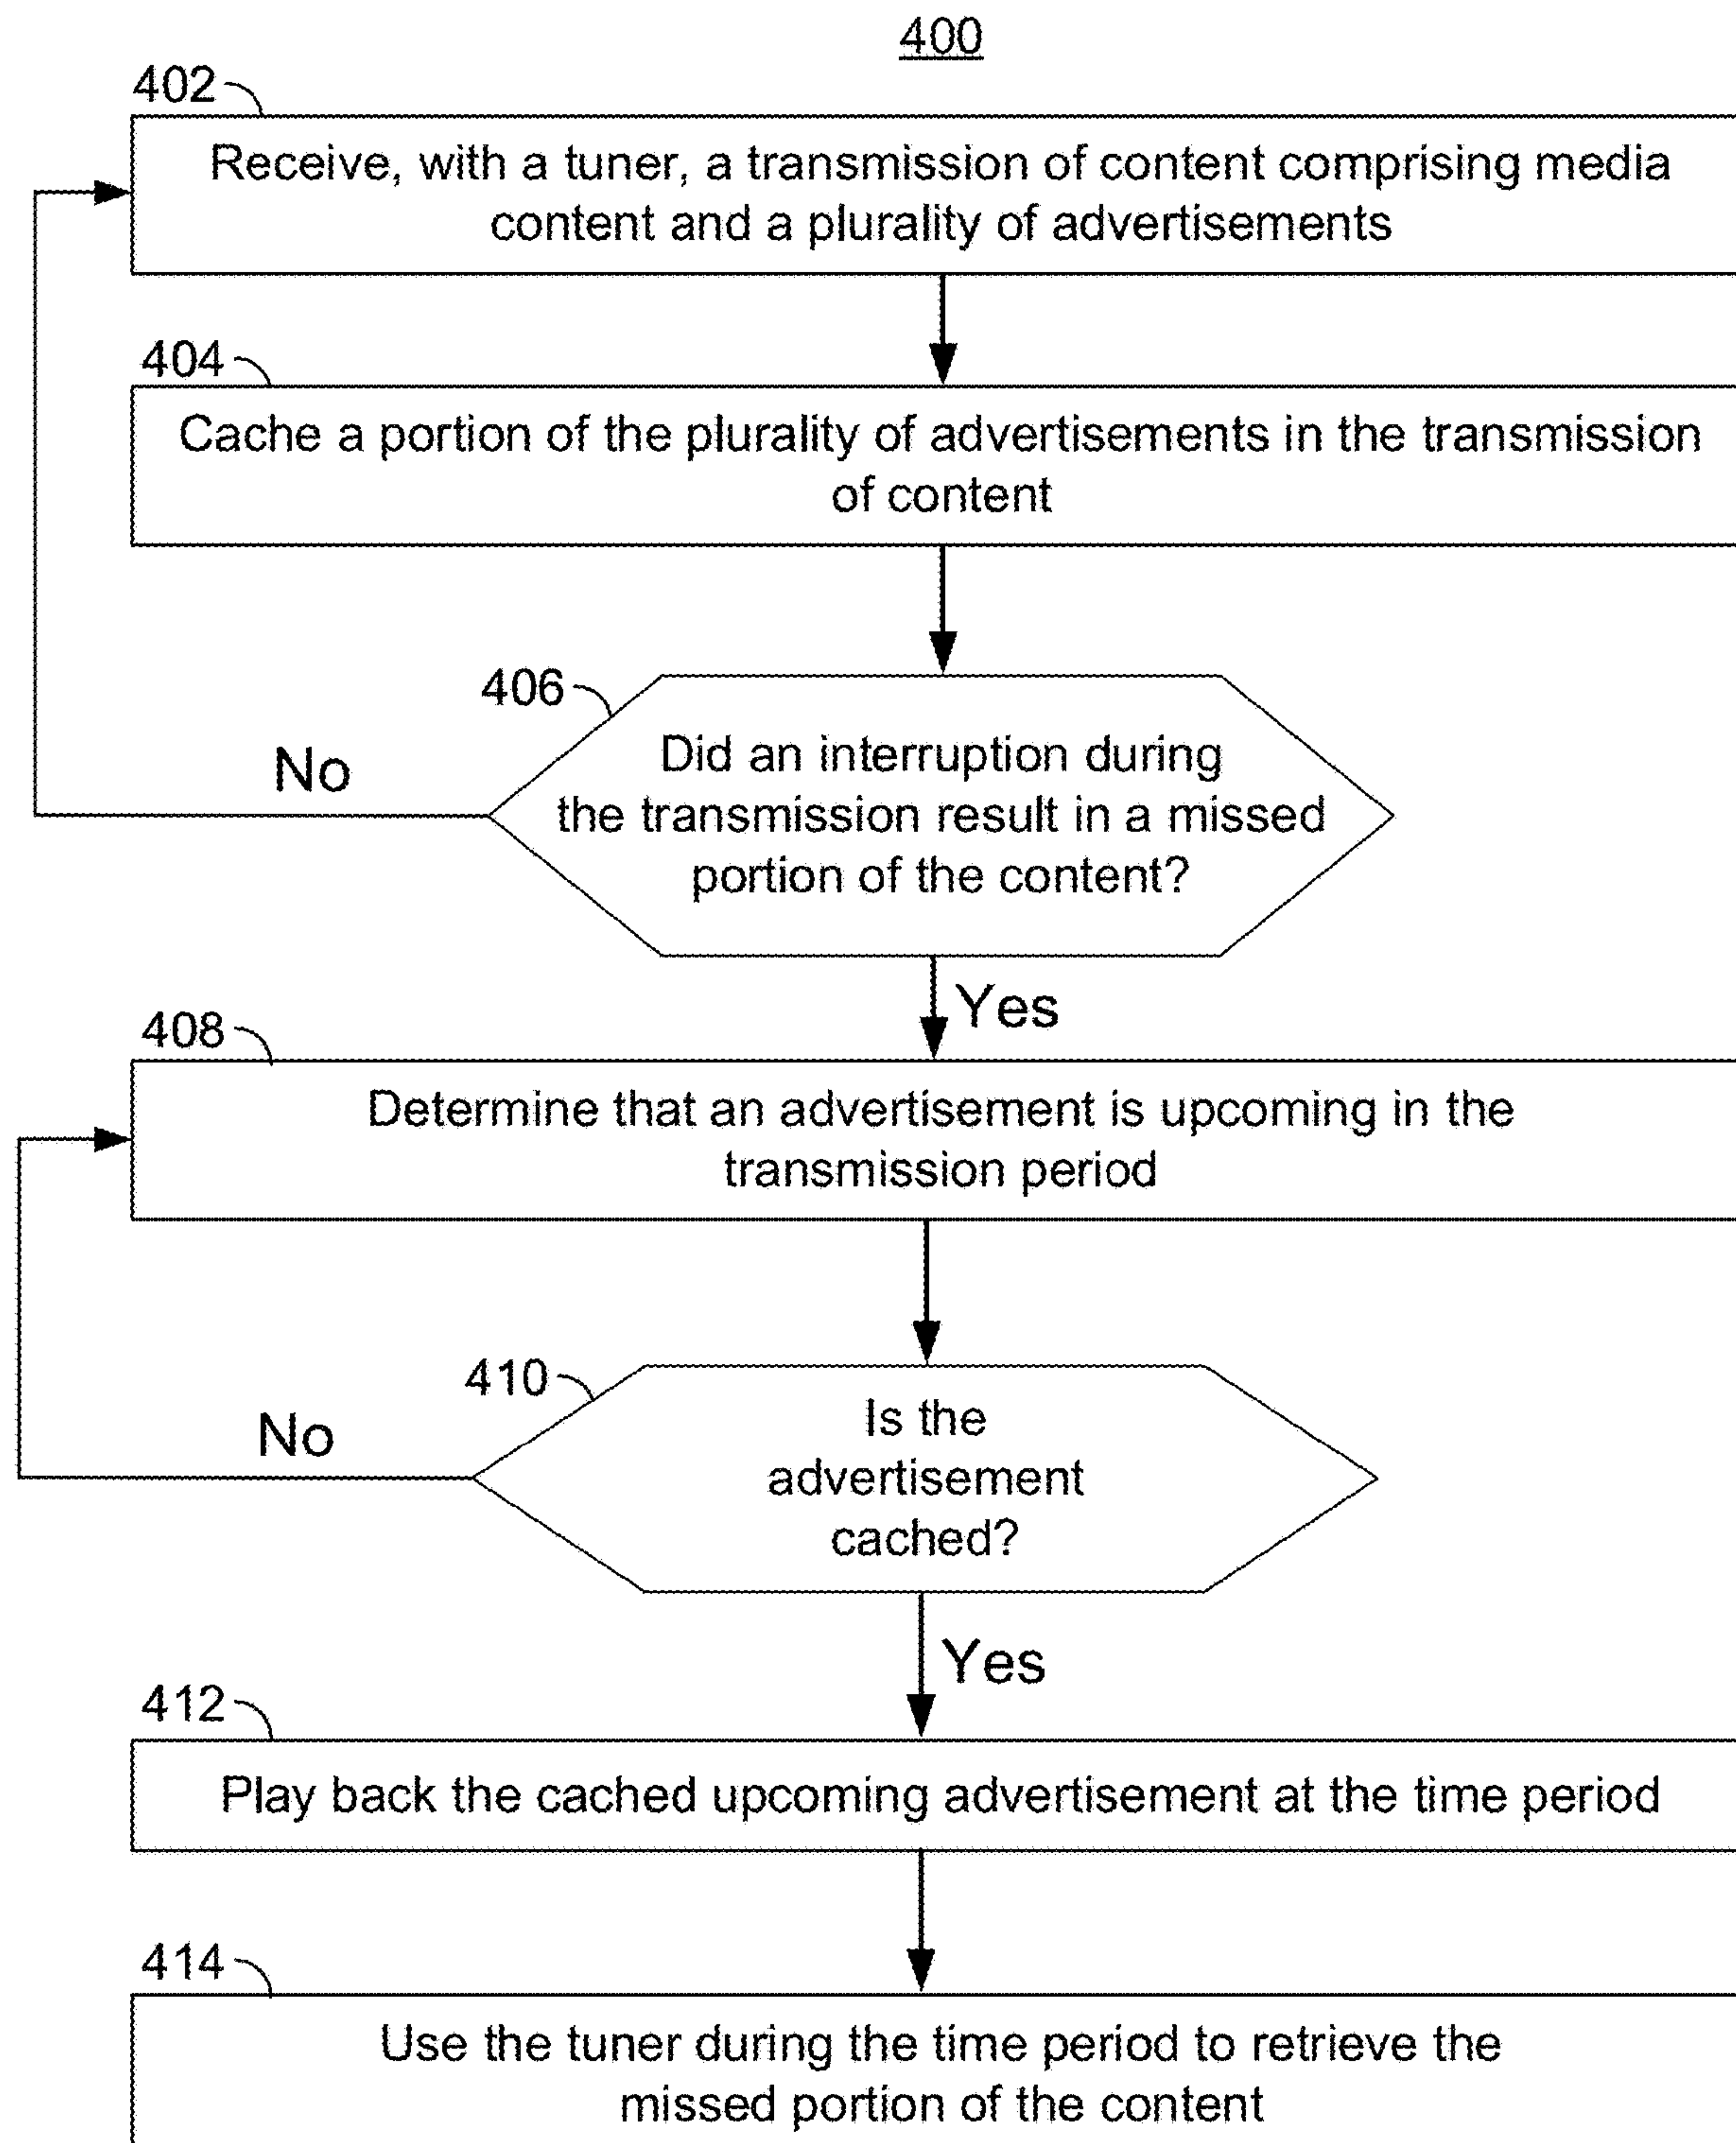 400
402
Receive, with a tuner, a transmission of content comprising media
content and a plurality of advertisements
404
Cache a portion of the plurality of advertisements in the transmission
of content
406
Did an interruption during
the transmission result in a missed
portion of the content?
No
Yes
408
Determine that an advertisement is upcoming in the
transmission period
410
Is the
advertisement
cached?
No
Yes
412
Play back the cached upcoming advertisement at the time period
414
Use the tuner during the time period to retrieve the
missed portion of the content